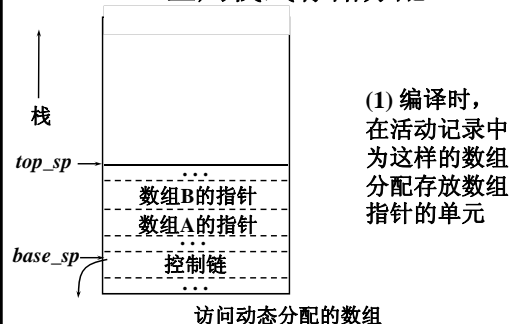 栈
top_sp
...
数组B的指针
数组A的指针
...
base_sp
控制链
...
(1) 编译时，
在活动记录中
为这样的数组
分配存放数组
指针的单元
访问动态分配的数组